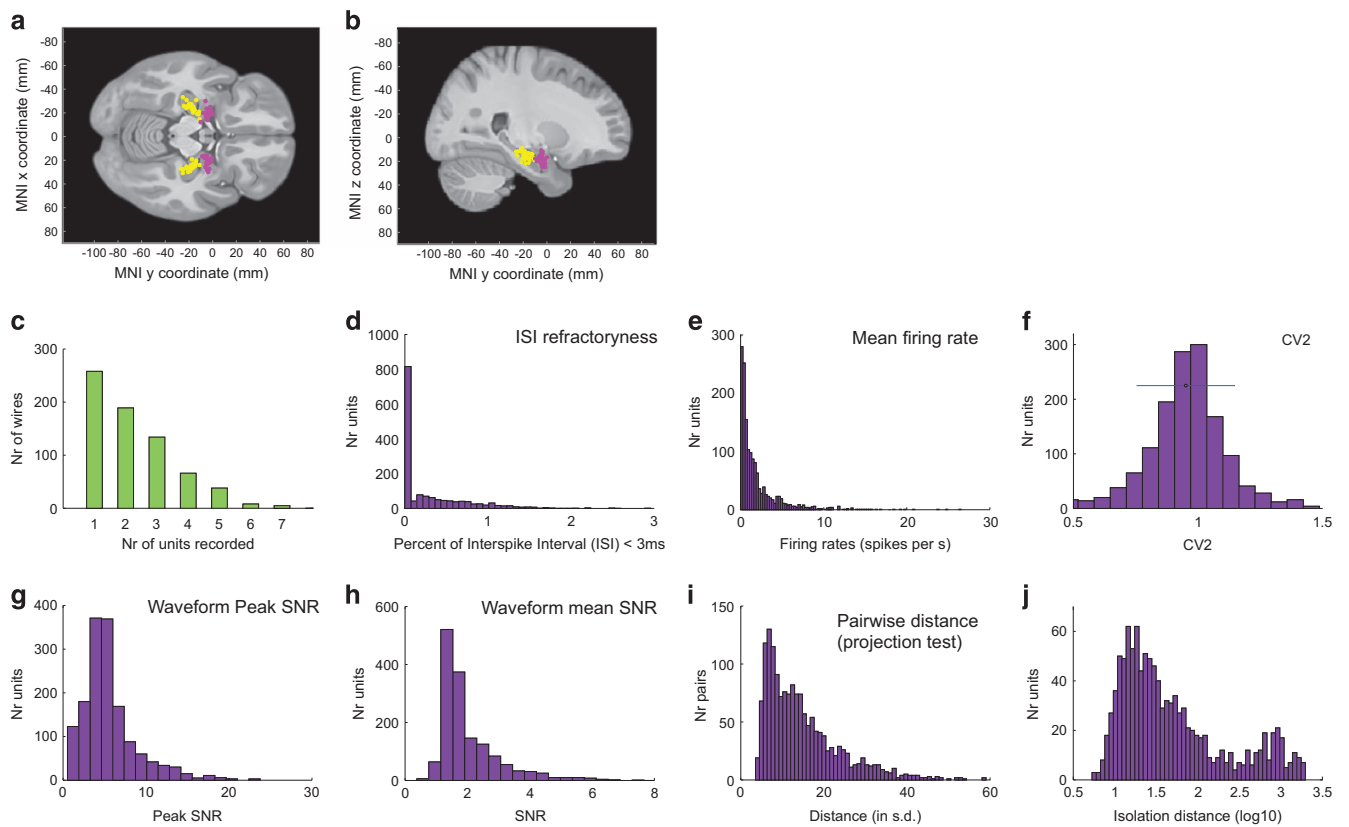 a
b
-80
-60
-40
-20
0
20
40
60
80
MNI x coordinate (mm)
-100 -80 -60 -40 -20 0 20 40 60 80
MNI y coordinate (mm)
-80
-60
-40
-20
0
20
40
60
80
MNI z coordinate (mm)
-100 -80 -60 -40 -20 0 20 40 60 80
MNI y coordinate (mm)
c
300
200
100
0
Nr of wires
1 2 3 4 5 6 7
Nr of units recorded
d
ISI refractoryness
1000
800
600
400
200
0
Nr units
0 1 2 3
Percent of Interspike Interval (ISI) < 3ms
e
Mean firing rate
300
200
100
0
Nr units
0 10 20 30
Firing rates (spikes per s)
f
CV2
300
200
100
0
Nr units
0.5 1 1.5
CV2
g
Waveform Peak SNR
400
300
200
100
0
Nr units
0 10 20 30
Peak SNR
h
Waveform mean SNR
600
400
200
0
Nr units
0 2 4 6 8
SNR
i
Pairwise distance
(projection test)
150
100
50
0
Nr pairs
0 20 40 60
Distance (in s.d.)
j
60
40
20
0
Nr units
0.5 1 1.5 2 2.5 3 3.5
Isolation distance (log10)